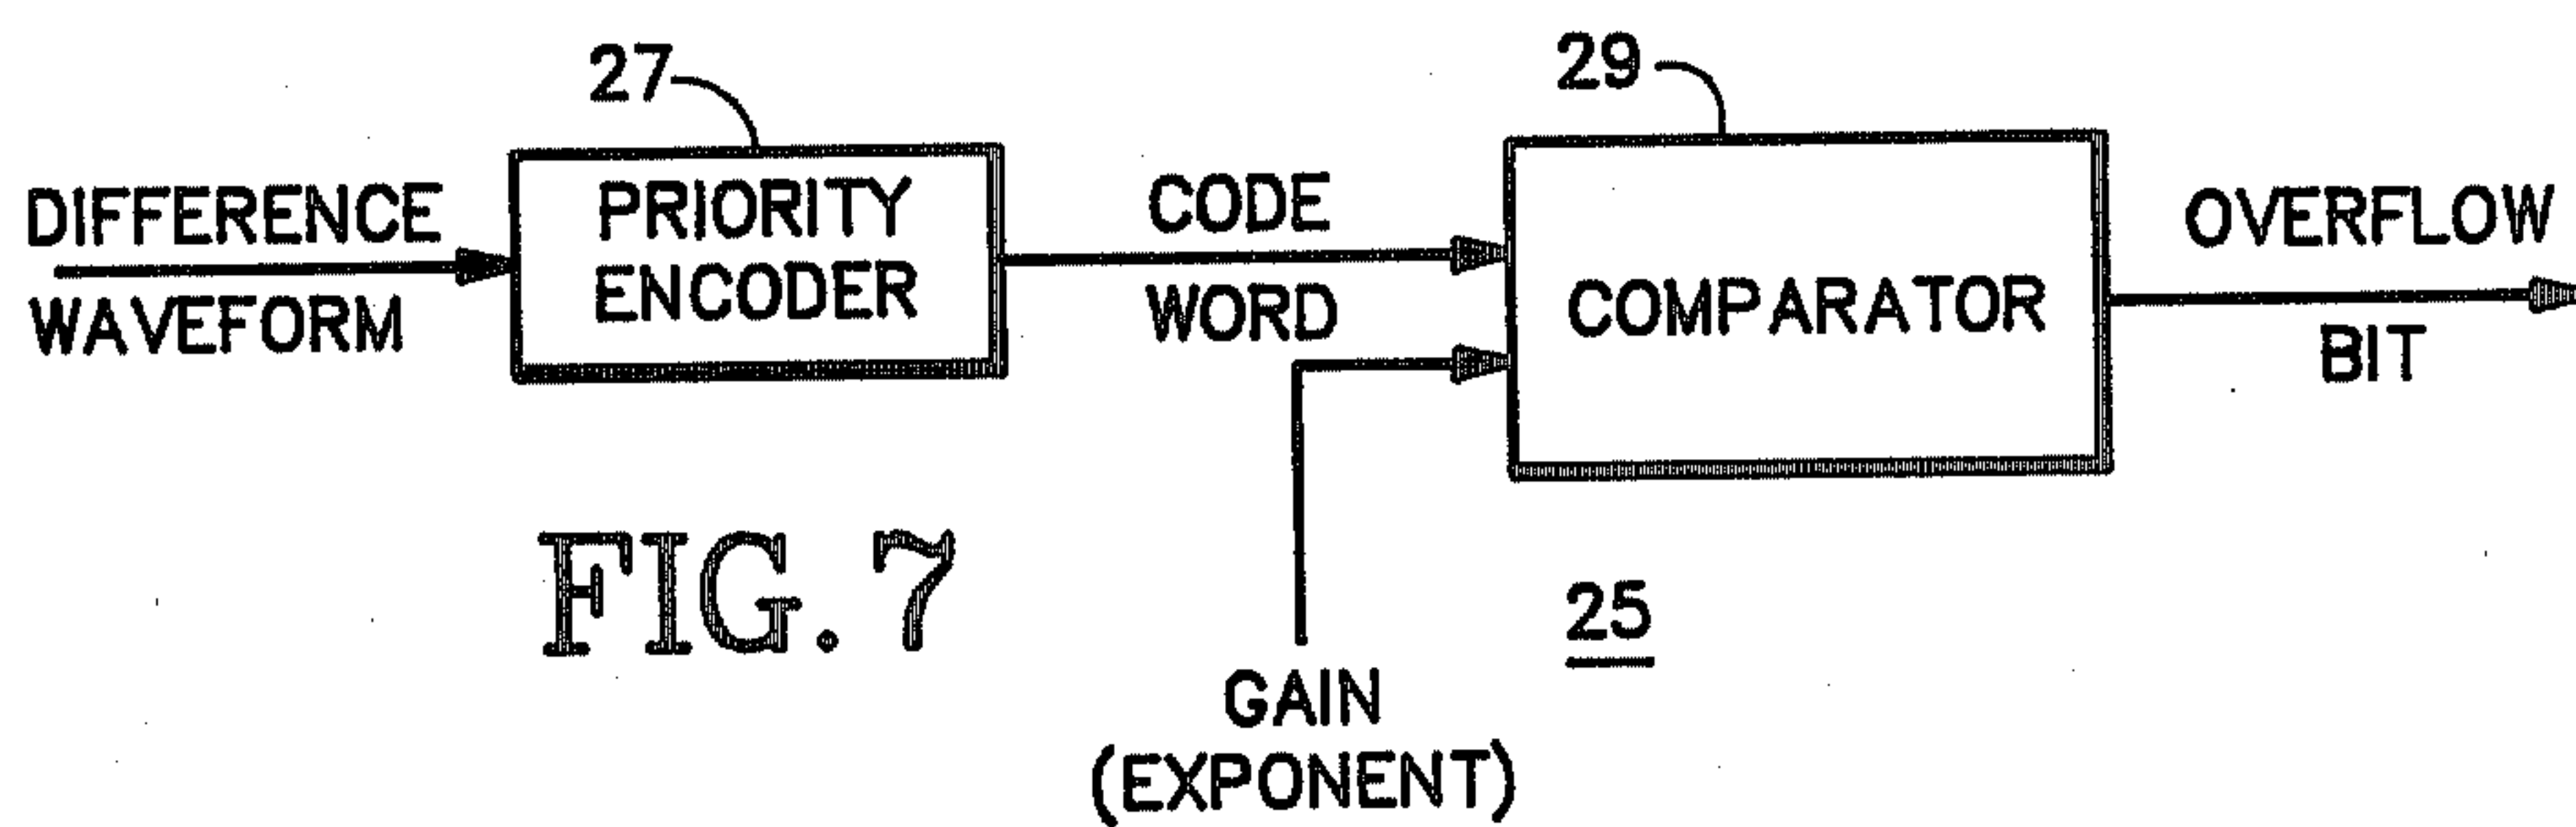 27
29
DIFFERENCE
WAVEFORM
PRIORITY
ENCODER
CODE
WORD
COMPARATOR
OVERFLOW
BIT
GAIN
(EXPONENT)
25
FIG. 7